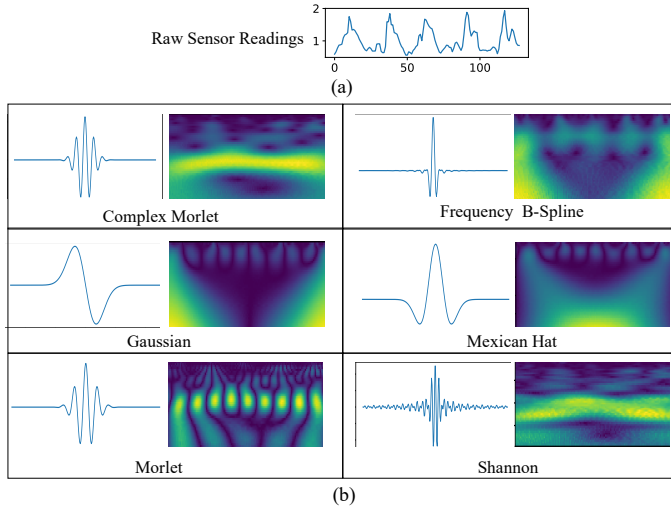 2
Raw Sensor Readings
1
0
50
100
(a)
Complex Morlet
Frequency B-Spline
Gaussian
Mexican Hat
Morlet
Shannon
(b)